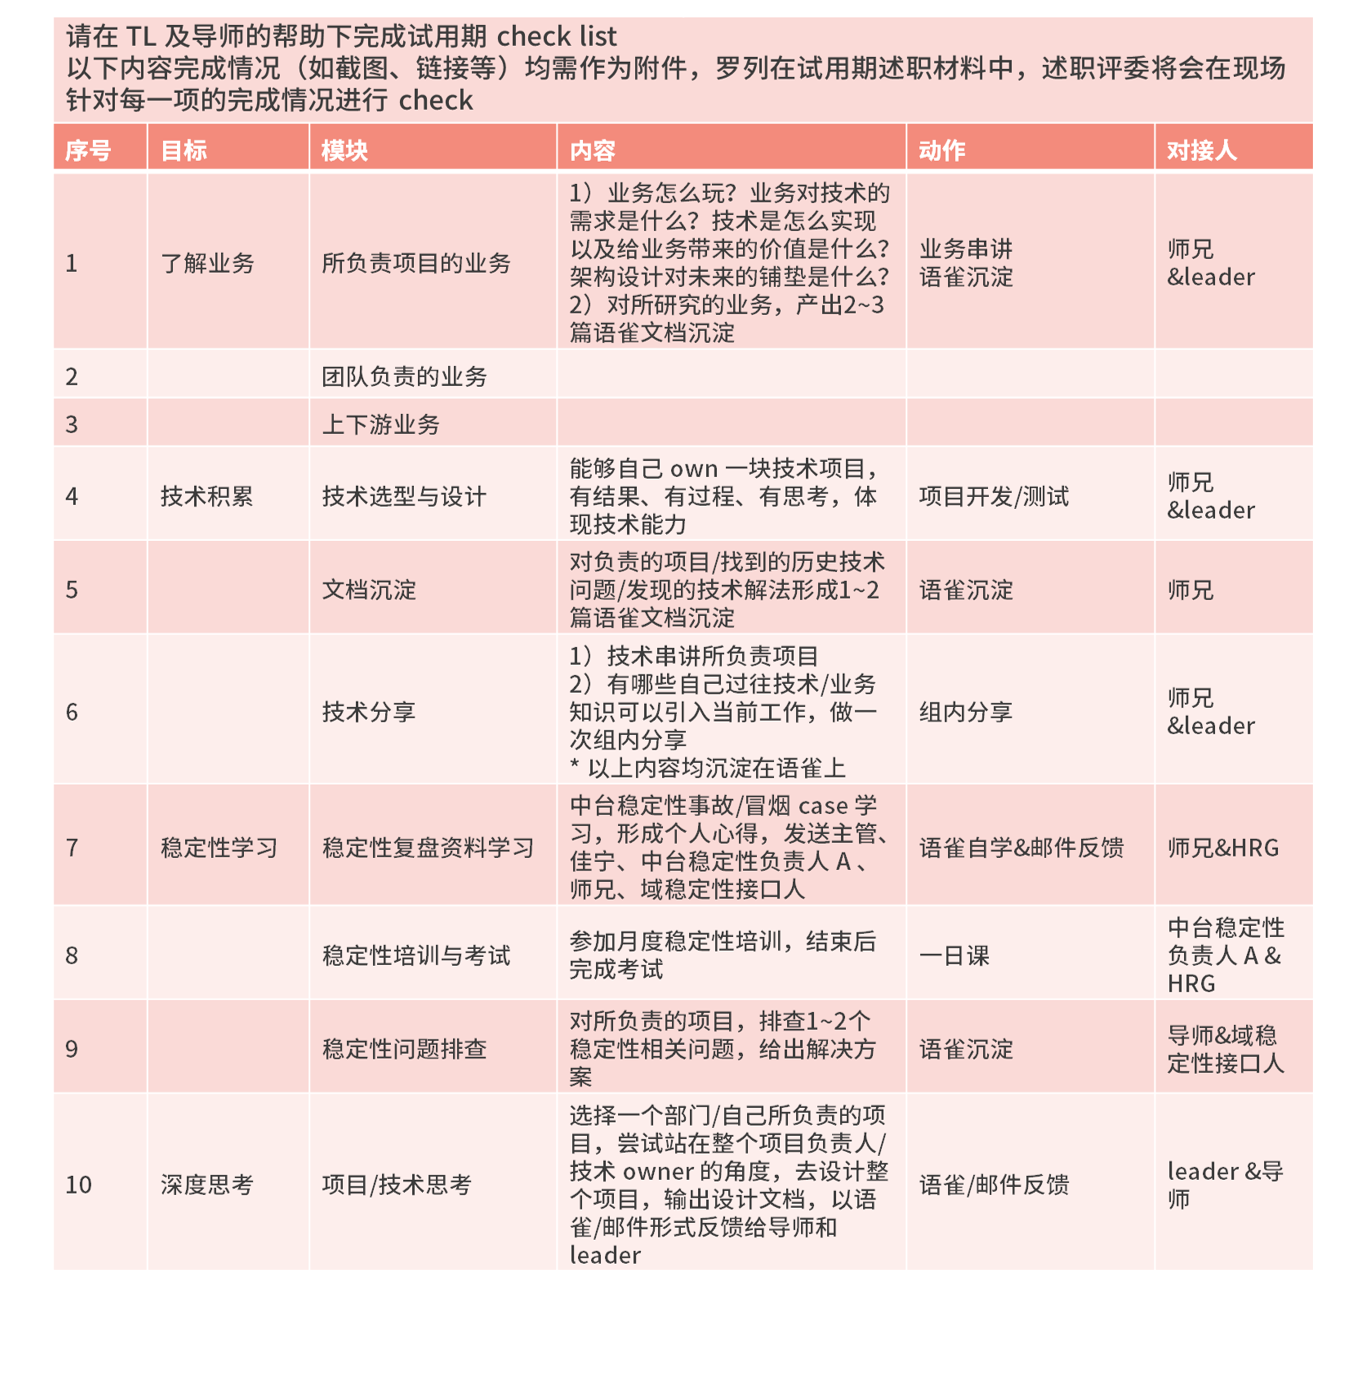 请在 TL 及导师的帮助下完成试用期 check list
以下内容完成情况（如截图、链接等）均需作为附件，罗列在试用期述职材料中，述职评委将会在现场
针对每一项的完成情况进行 check
序号 目标 模块 内容 动作 对接人
1 了解业务 所负责项目的业务
1）业务怎么玩？业务对技术的
需求是什么？技术是怎么实现
以及给业务带来的价值是什么？
架构设计对未来的铺垫是什么？
2）对所研究的业务，产出2~3
篇语雀文档沉淀
业务串讲
语雀沉淀
师兄
&leader
2 团队负责的业务
3 上下游业务
4 技术积累 技术选型与设计
能够自己 own 一块技术项目，
有结果、有过程、有思考，体
现技术能力
项目开发/测试
师兄
&leader
5 文档沉淀
对负责的项目/找到的历史技术
问题/发现的技术解法形成1~2
篇语雀文档沉淀
语雀沉淀
师兄
6 技术分享
1）技术串讲所负责项目
2）有哪些自己过往技术/业务
知识可以引入当前工作，做一
次组内分享
* 以上内容均沉淀在语雀上
组内分享
师兄
&leader
7 稳定性学习 稳定性复盘资料学习
中台稳定性事故/冒烟 case 学
习，形成个人心得，发送主管、
佳宁、中台稳定性负责人 A 、
师兄、域稳定性接口人
语雀自学&邮件反馈
师兄&HRG
8 稳定性培训与考试
参加月度稳定性培训，结束后
完成考试
一日课
中台稳定性
负责人 A &
HRG
9 稳定性问题排查
对所负责的项目，排查1~2个
稳定性相关问题，给出解决方
案
语雀沉淀
导师&域稳
定性接口人
10 深度思考 项目/技术思考
选择一个部门/自己所负责的项
目，尝试站在整个项目负责人/
技术 owner 的角度，去设计整
个项目，输出设计文档，以语
雀/邮件形式反馈给导师和
leader
语雀/邮件反馈
leader &导
师